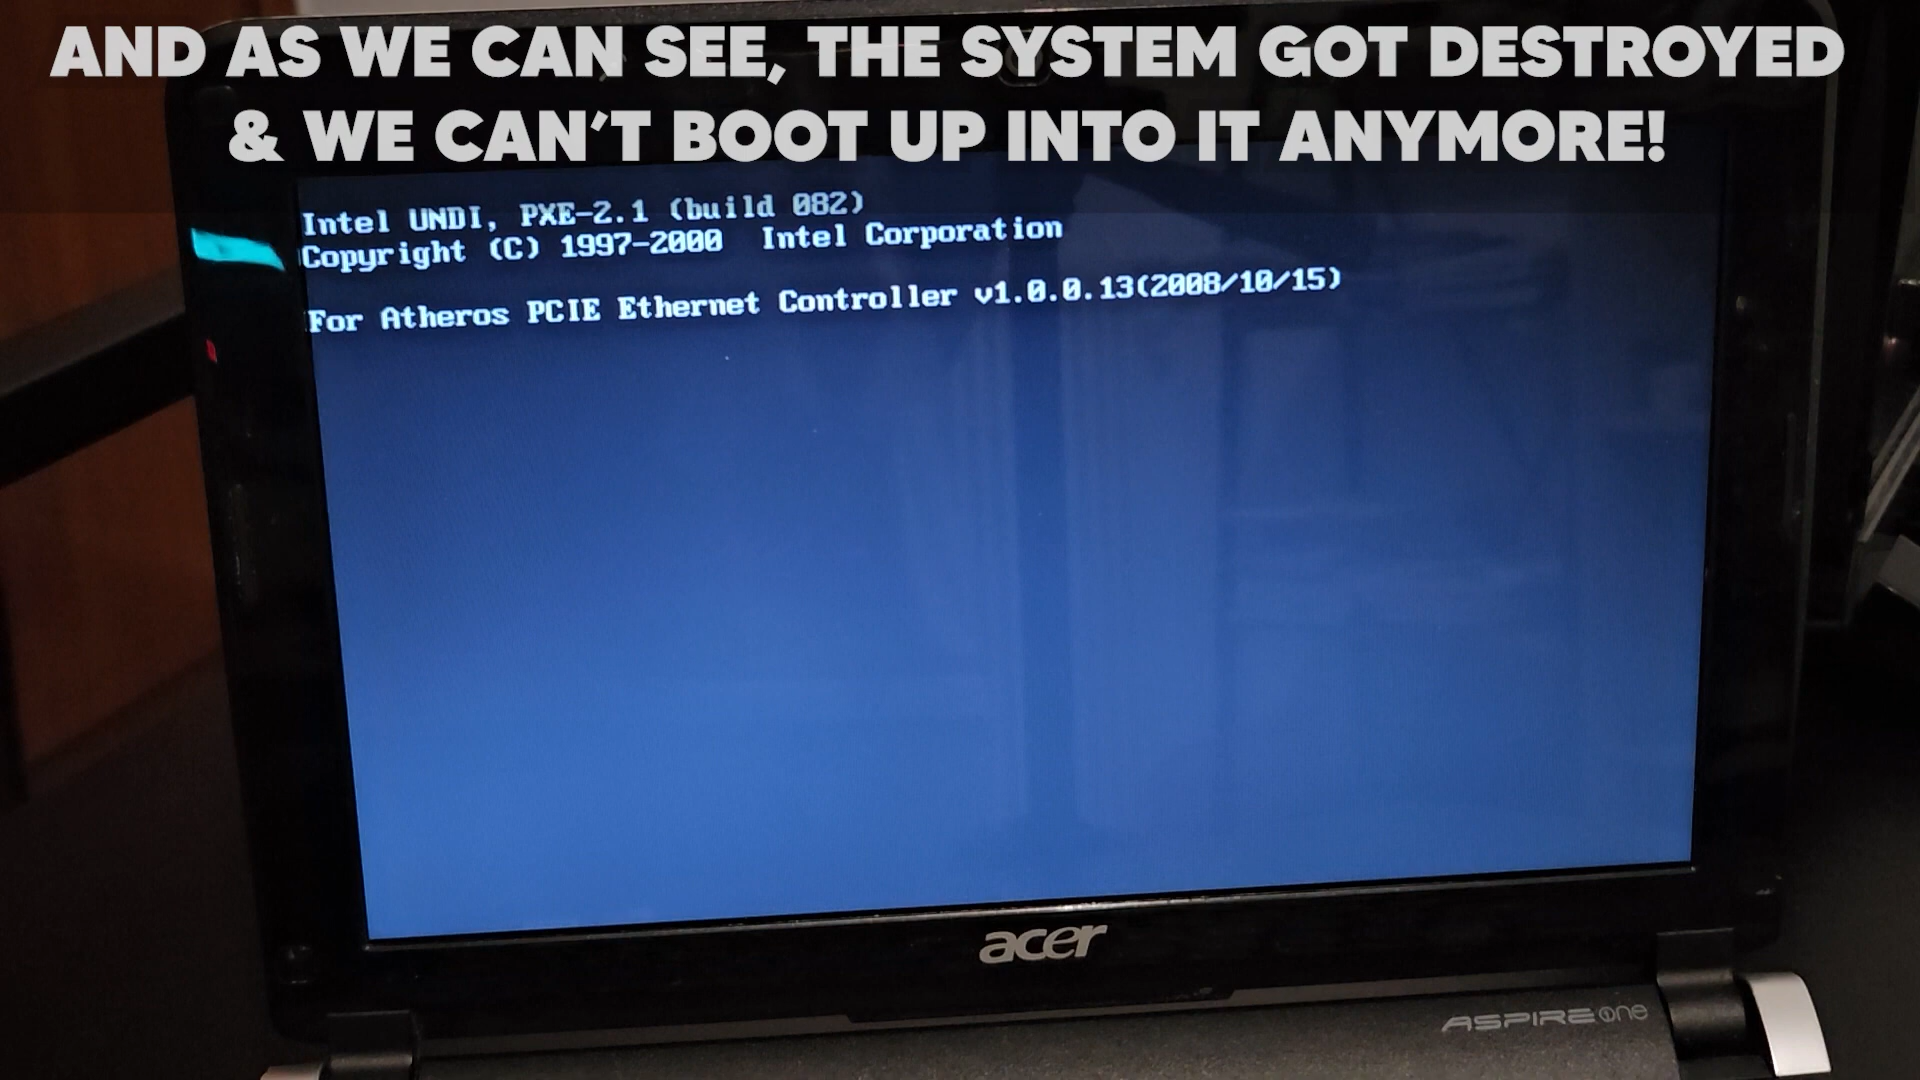 AND AS WE CAN SEE, THE SYSTEM GOT DESTROYED
& WE CAN'T BOOT UP INTO IT ANYMORE!
Intel UNDI, PXE-2.1 (build 082)
Copyright (C) 1997-2000  Intel Corporation
For Atheros PCIE Ethernet Controller v1.0.0.13(2008/10/15)
acer
ASPIRE one